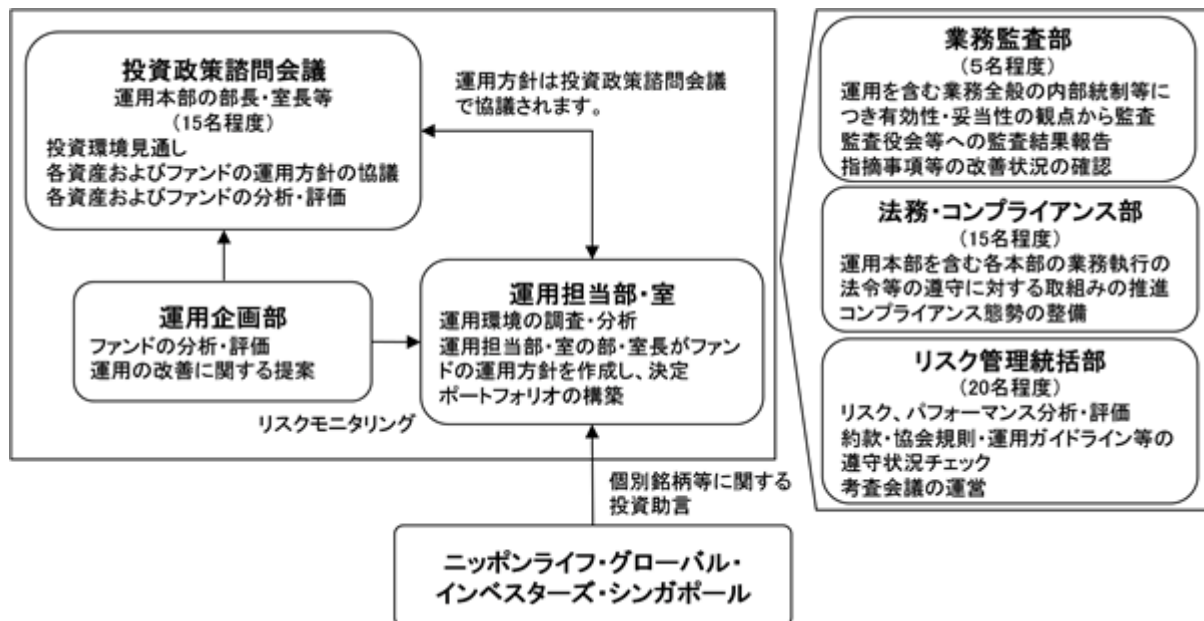 投資政策諮問会議
運用本部の部長・室長等
(15名程度)
投資環境見通し
各資産およびファンドの運用方針の協議
各資産およびファンドの分析・評価
運用方針は投資政策諮問会議
で協議されます。
運用企画部
ファンドの分析・評価
運用の改善に関する提案
リスクモニタリング
運用担当部・室
運用環境の調査・分析
運用担当部・室の部・室長がファン
ドの運用方針を作成し、決定
ポートフォリオの構築
個別銘柄等に関する
投資助言
ニッポンライフ・グローバル・
インベスターズ・シンガポール
業務監査部
(5名程度)
運用を含む業務全般の内部統制等に
つき有効性・妥当性の観点から監査
監査役会等への監査結果報告
指摘事項等の改善状況の確認
法務・コンプライアンス部
(15名程度)
運用本部を含む各本部の業務執行の
法令等の遵守に対する取組みの推進
コンプライアンス態勢の整備
リスク管理統括部
(20名程度)
リスク、パフォーマンス分析・評価
約款・協会規則・運用ガイドライン等の
遵守状況チェック
考査会議の運営